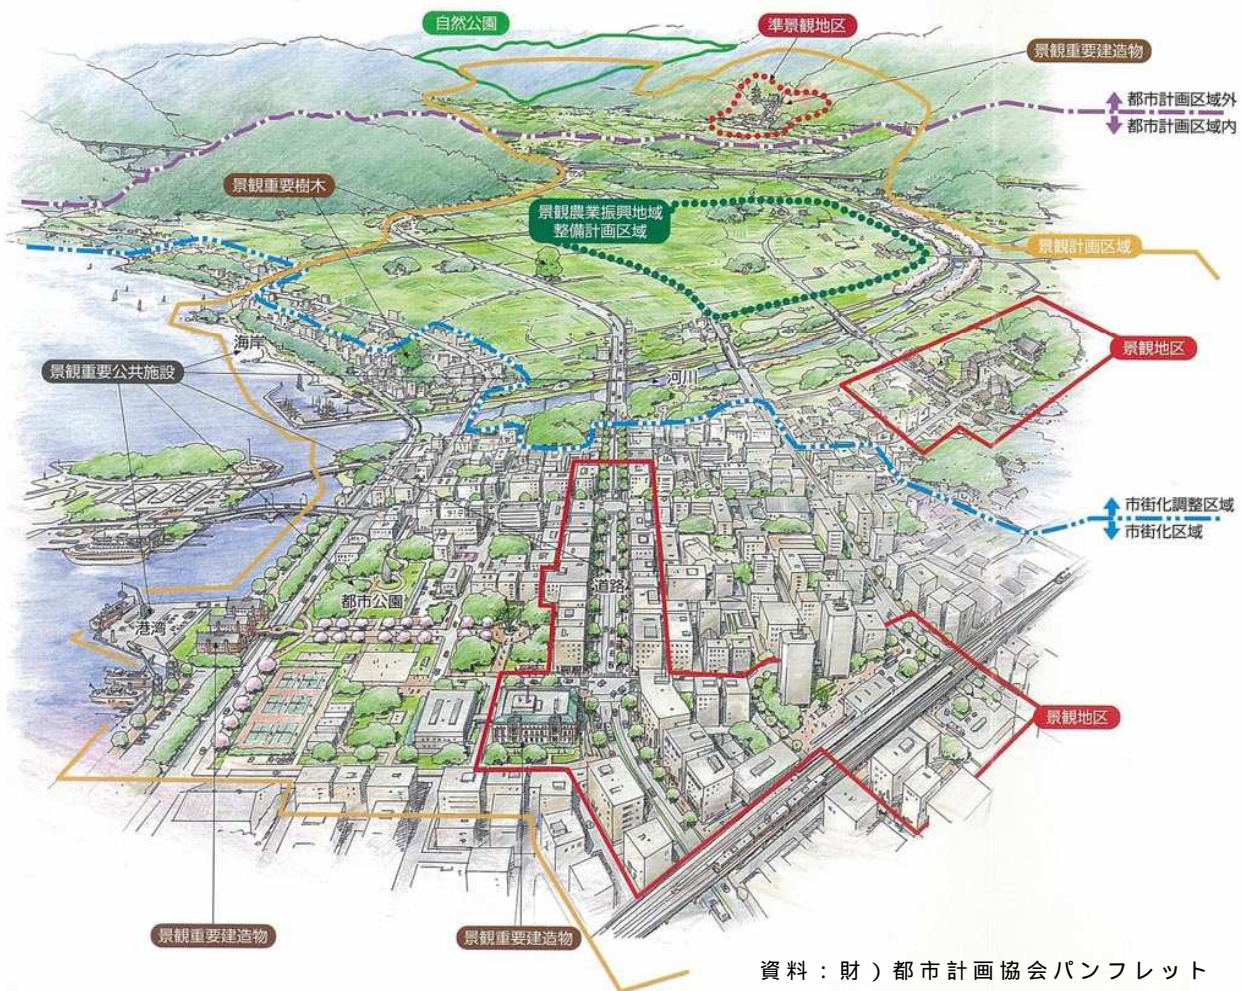 自然公園
準景観地区
景観重要建造物
都市計画区域外
都市計画区域内
景観重要樹木
景観農業振興地域
整備計画区域
景観計画区域
海岸
景観重要公共施設
河川
景観地区
市街化調整区域
市街化区域
道路
都市公園
港湾
景観地区
景観重要建造物
景観重要建造物
資料：財）都市計画協会パンフレット